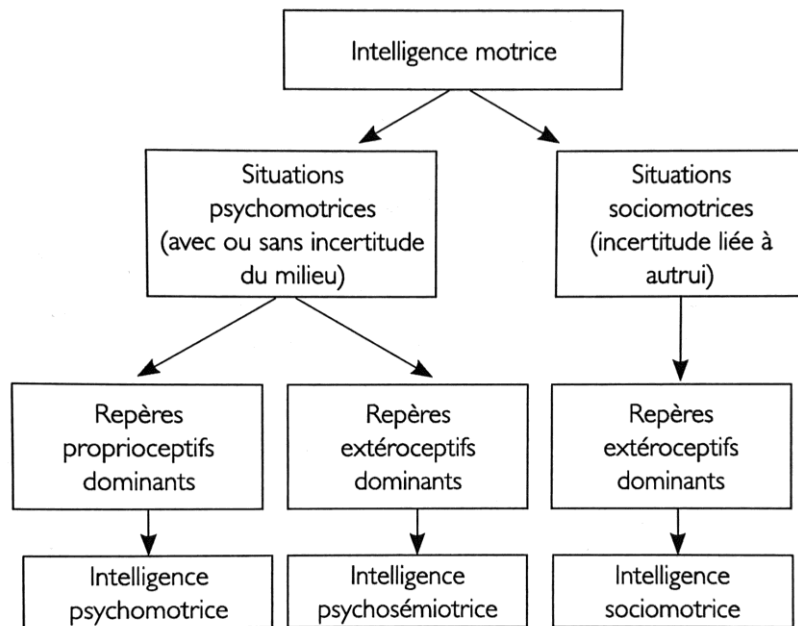 Intelligence motrice
Situations
psychomotrices
(avec ou sans incertitude
du milieu)
Situations
sociomotrices
(incertitude liée à
autrui)
Repères
proprioceptifs
dominants
Repères
extéroceptifs
dominants
Repères
extéroceptifs
dominants
Intelligence
psychomotrice
Intelligence
psychosémiotrice
Intelligence
sociomotrice